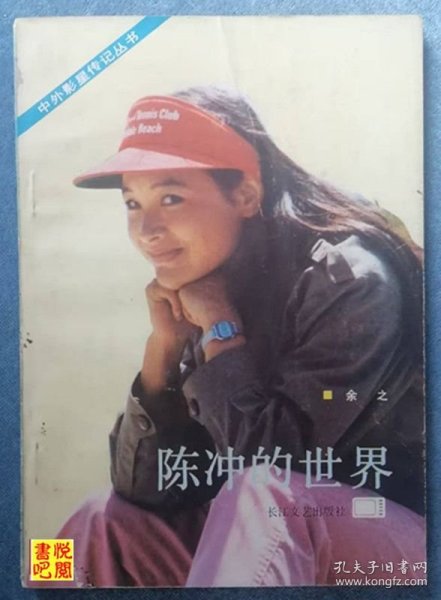 中外影星传记丛书
Tennis Club
Beach
余之
陈冲的世界
长江文艺出版社
悦阅
書吧
孔夫子旧书网
www.kongfz.com